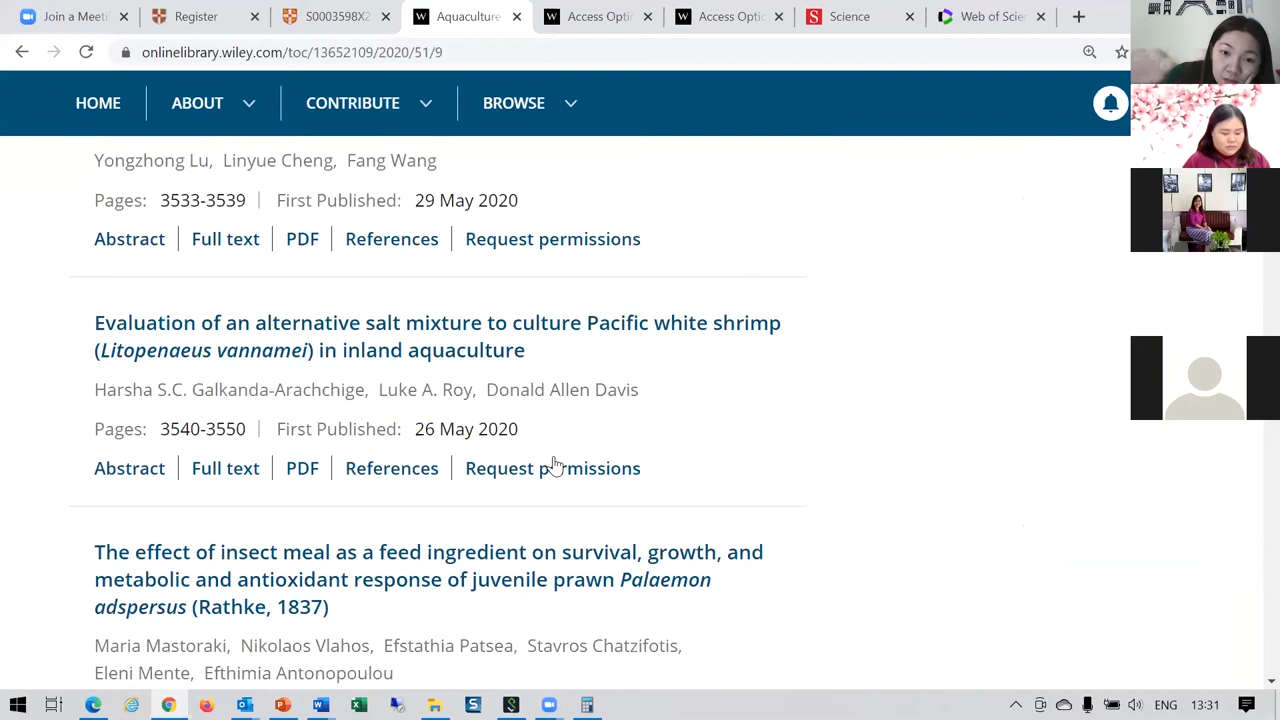 Join a Meeti
Register
S0003598X2
Aquaculture
Access Optic
Access Optic
Science
Web of Scien
onlinelibrary.wiley.com/toc/13652109/2020/51/9
HOME
ABOUT
CONTRIBUTE
BROWSE
Yongzhong Lu, Linyue Cheng, Fang Wang
Pages: 3533-3539 First Published: 29 May 2020
Abstract Full text PDF References Request permissions
Evaluation of an alternative salt mixture to culture Pacific white shrimp
(Litopenaeus vannamei) in inland aquaculture
Harsha S.C. Galkanda-Arachchige, Luke A. Roy, Donald Allen Davis
Pages: 3540-3550 First Published: 26 May 2020
Abstract Full text PDF References Request permissions
The effect of insect meal as a feed ingredient on survival, growth, and
metabolic and antioxidant response of juvenile prawn Palaemon
adspersus (Rathke, 1837)
Maria Mastoraki, Nikolaos Vlahos, Efstathia Patsea, Stavros Chatzifotis,
Eleni Mente, Efthimia Antonopoulou
ENG
13:31